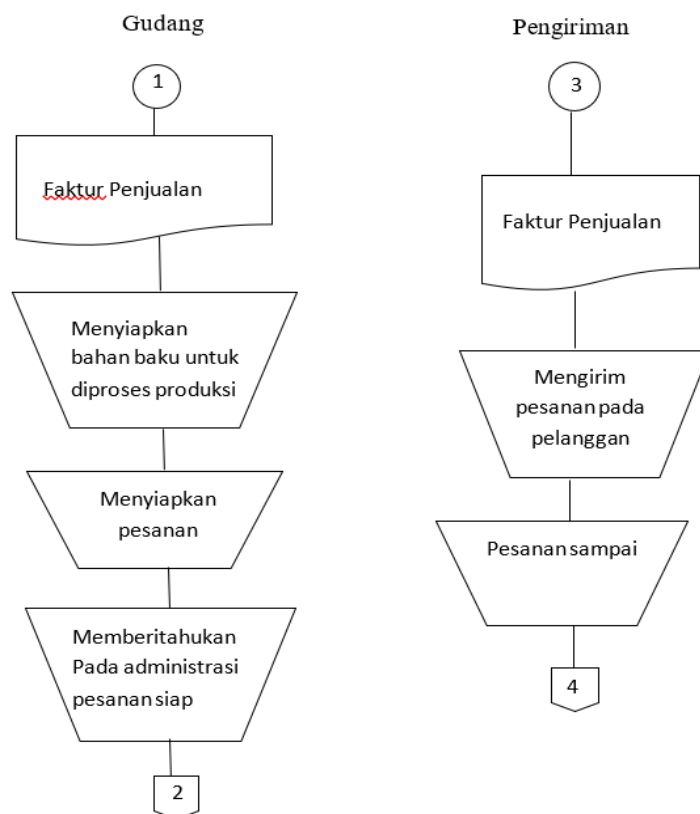 Gudang
1
Faktur Penjualan
Menyiapkan
bahan baku untuk
diproses produksi
Menyiapkan
pesanan
Memberitahukan
Pada administrasi
pesanan siap
2
Pengiriman
3
Faktur Penjualan
Mengirim
pesanan pada
pelanggan
Pesanan sampai
4